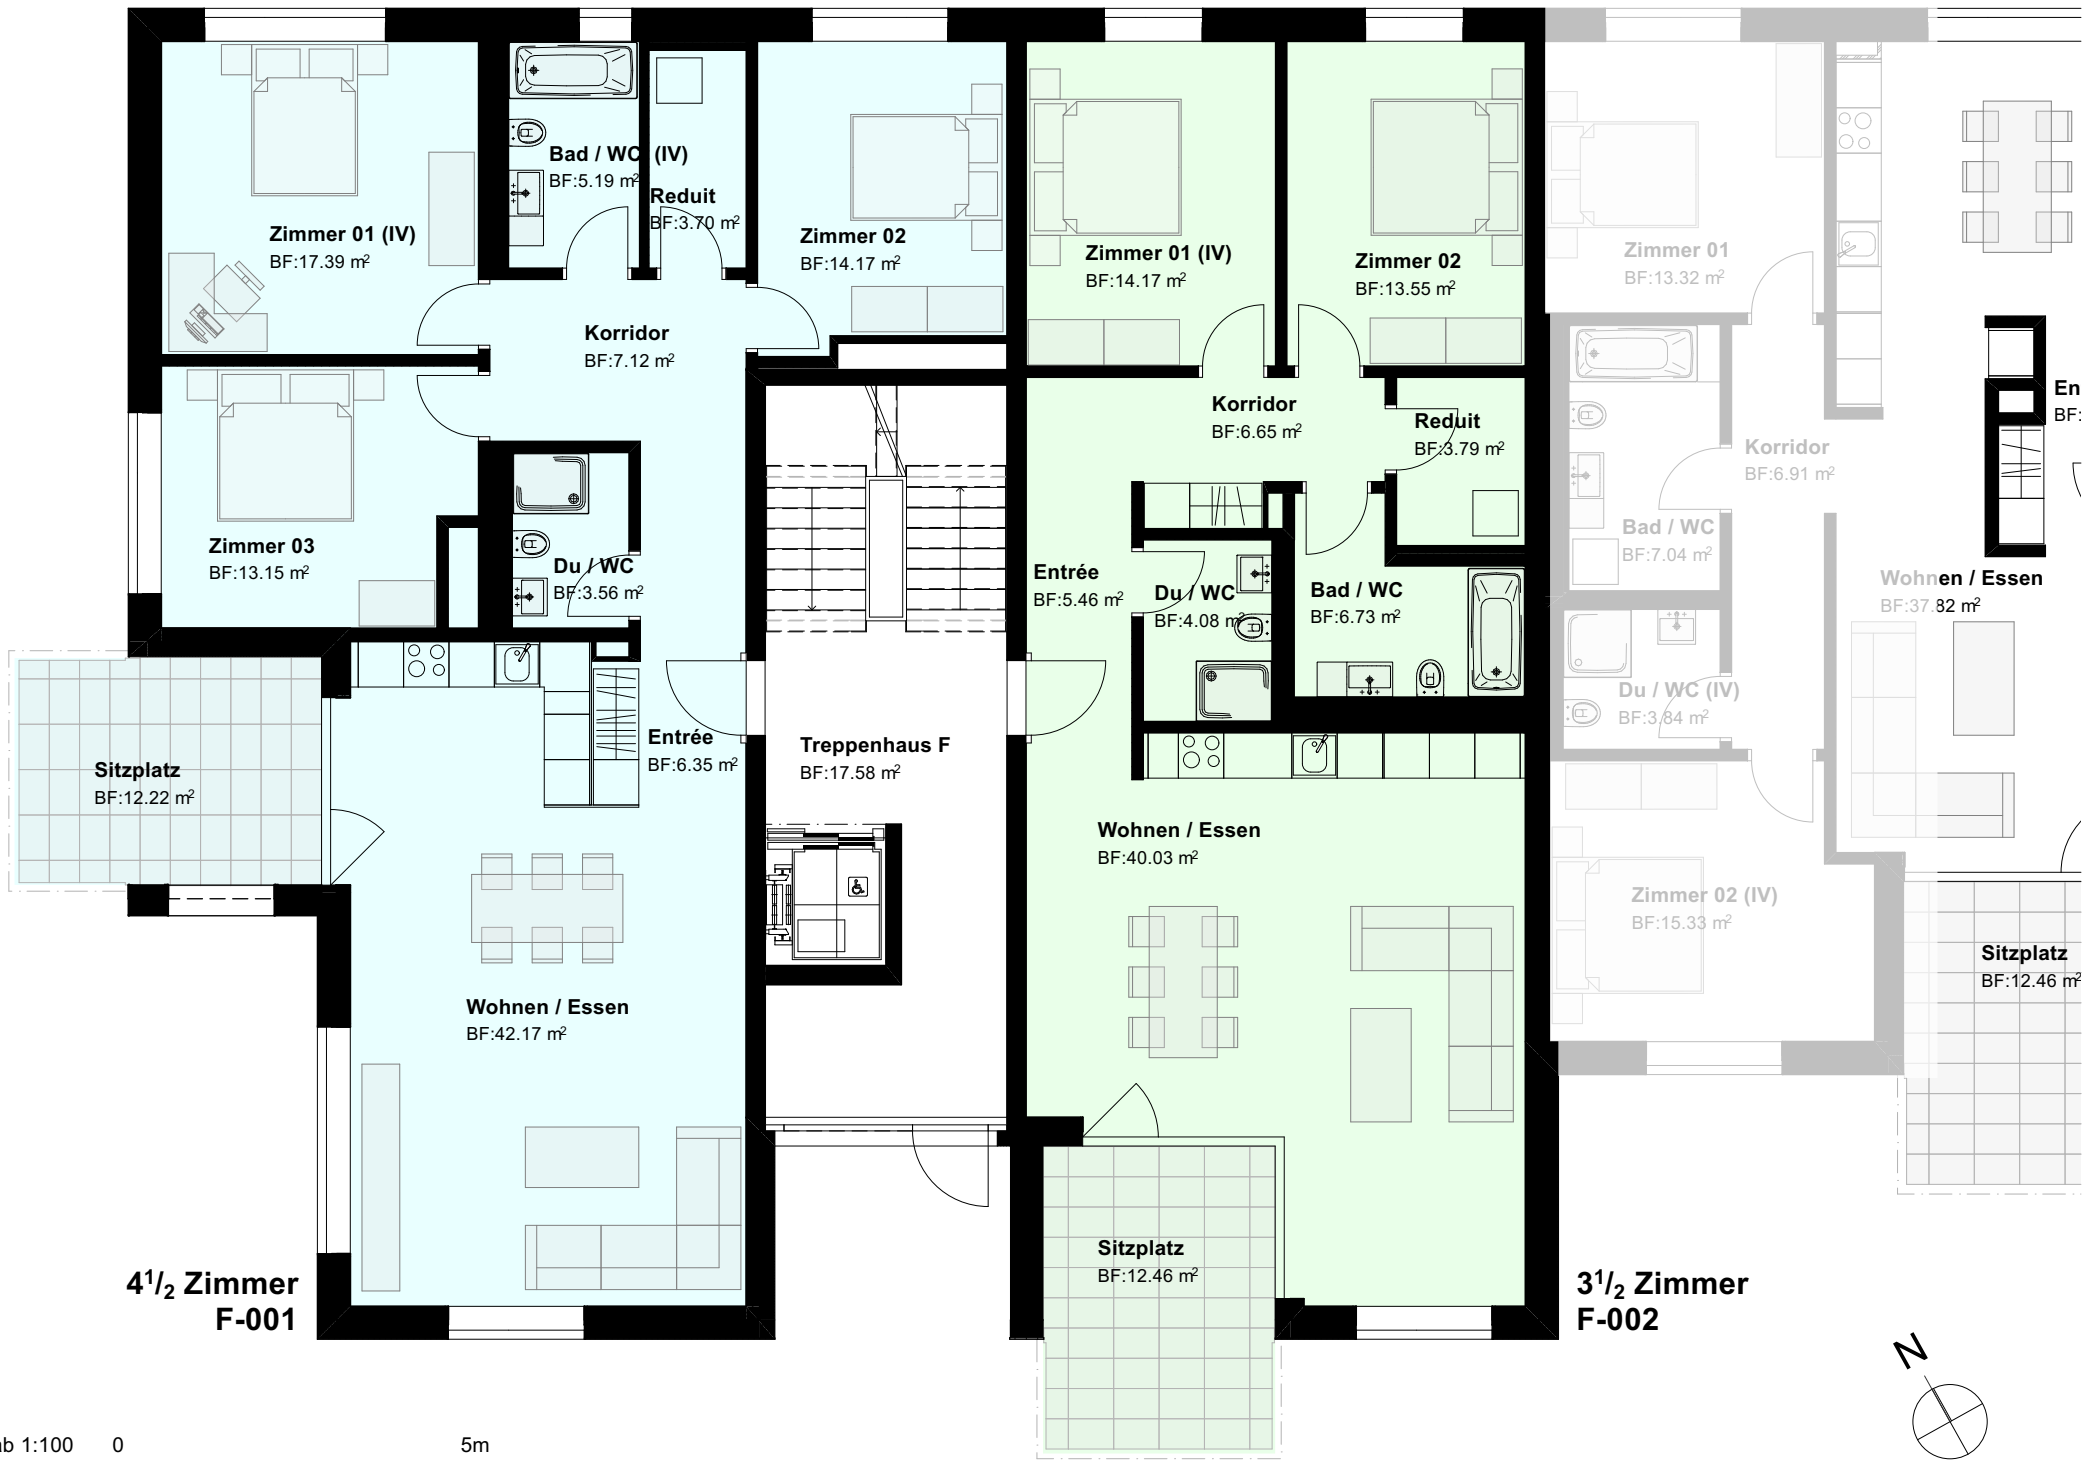 Bad / WC (IV)
BF:5.19 m²
Reduit
BF:3.70 m²
Zimmer 01 (IV)
BF:17.39 m²
Zimmer 02
BF:14.17 m²
Zimmer 01 (IV)
BF:14.17 m²
Zimmer 02
BF:13.55 m²
Zimmer 01
BF:13.32 m²
Korridor
BF:7.12 m²
Korridor
BF:6.65 m²
Reduit
BF:3.79 m²
En
BF:
Korridor
BF:6.91 m²
Zimmer 03
BF:13.15 m²
Du / WC
BF:3.56 m²
Entrée
BF:5.46 m²
Du / WC
BF:4.08 m²
Bad / WC
BF:6.73 m²
Bad / WC
BF:7.04 m²
Wohnen / Essen
BF:37.82 m²
Du / WC (IV)
BF:3.84 m²
Sitzplatz
BF:12.22 m²
Entrée
BF:6.35 m²
Treppenhaus F
BF:17.58 m²
Wohnen / Essen
BF:40.03 m²
Zimmer 02 (IV)
BF:15.33 m²
Sitzplatz
BF:12.46 m²
Wohnen / Essen
BF:42.17 m²
Sitzplatz
BF:12.46 m²
4¹/₂ Zimmer
F-001
3¹/₂ Zimmer
F-002
N
ab 1:100 0 5m